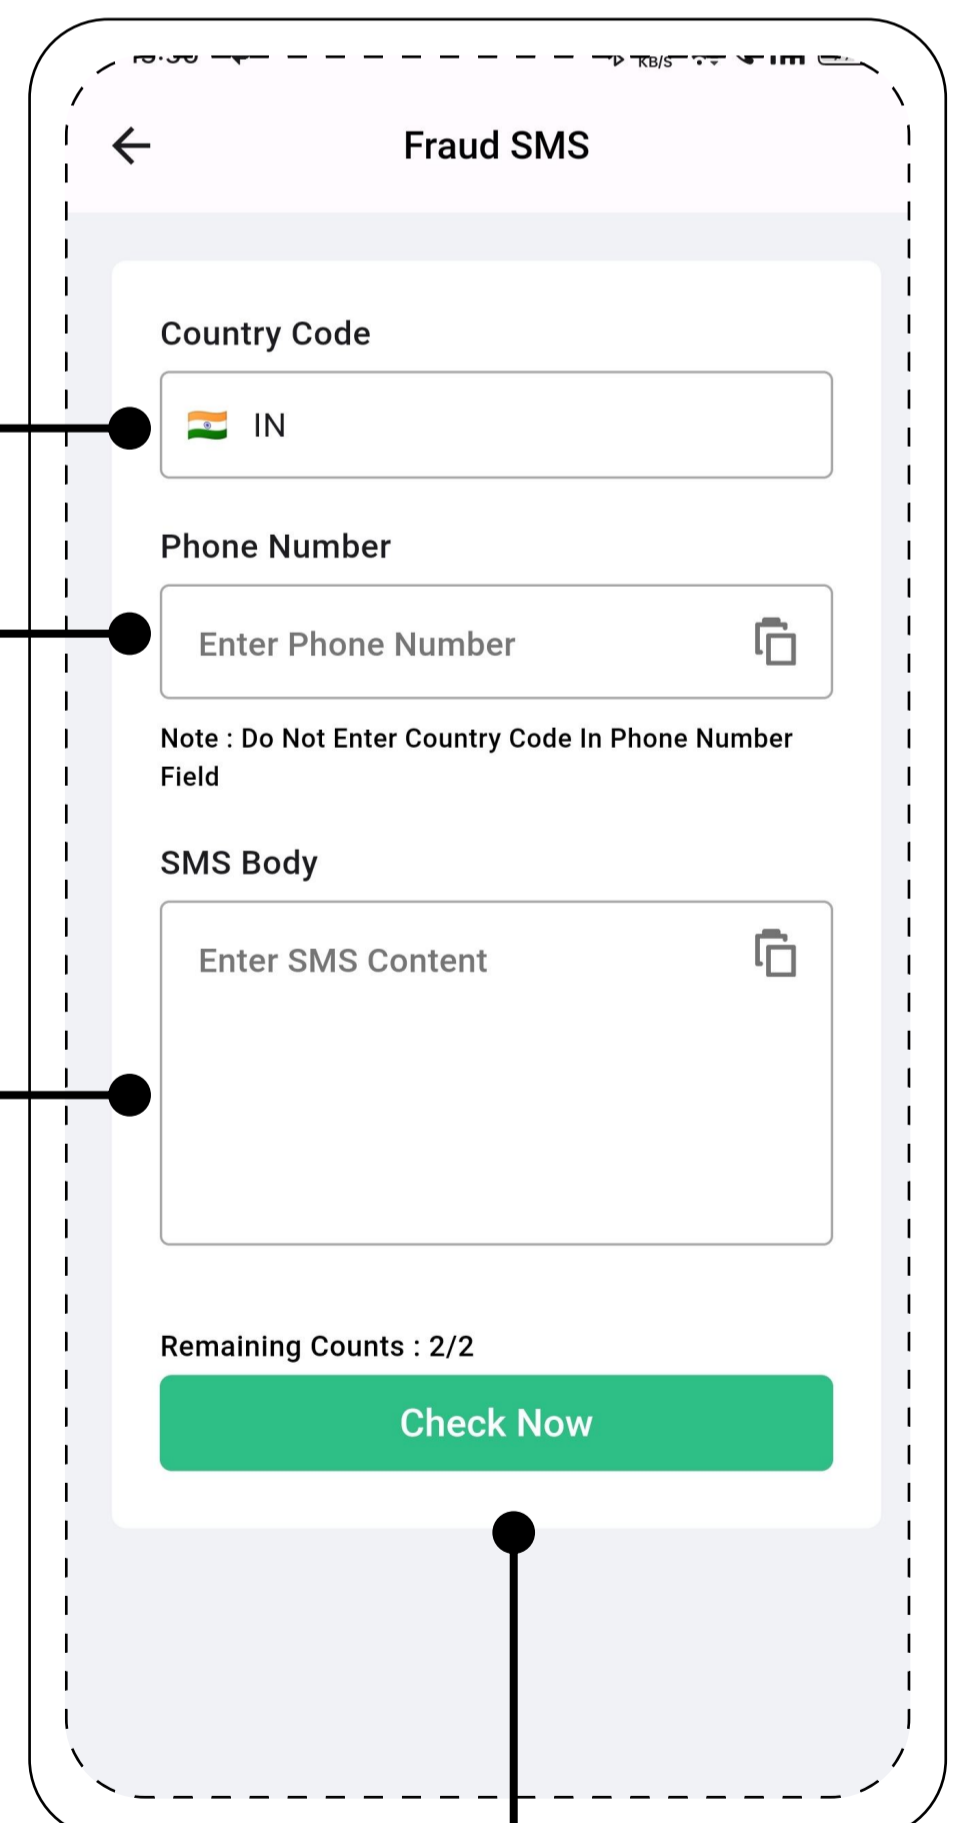 KB/S
Fraud SMS
Country Code
IN
Phone Number
Enter Phone Number
Note : Do Not Enter Country Code In Phone Number
Field
SMS Body
Enter SMS Content
Remaining Counts : 2/2
Check Now